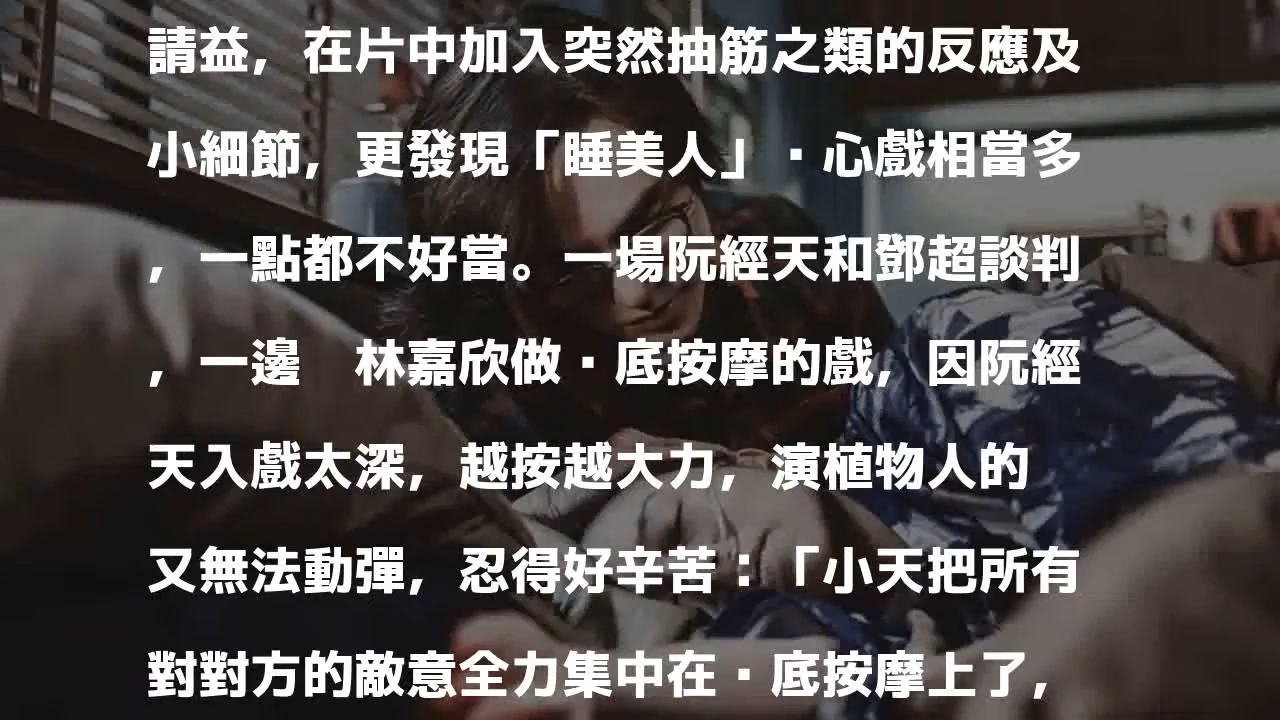 請益，在片中加入突然抽筋之類的反應及
小細節，更發現「睡美人」·心戲相當多
，一點都不好當。一場阮經天和鄧超談判
，一邊　林嘉欣做·底按摩的戲，因阮經
天入戲太深，越按越大力，演植物人的
又無法動彈，忍得好辛苦：「小天把所有
對對方的敵意全力集中在·底按摩上了，